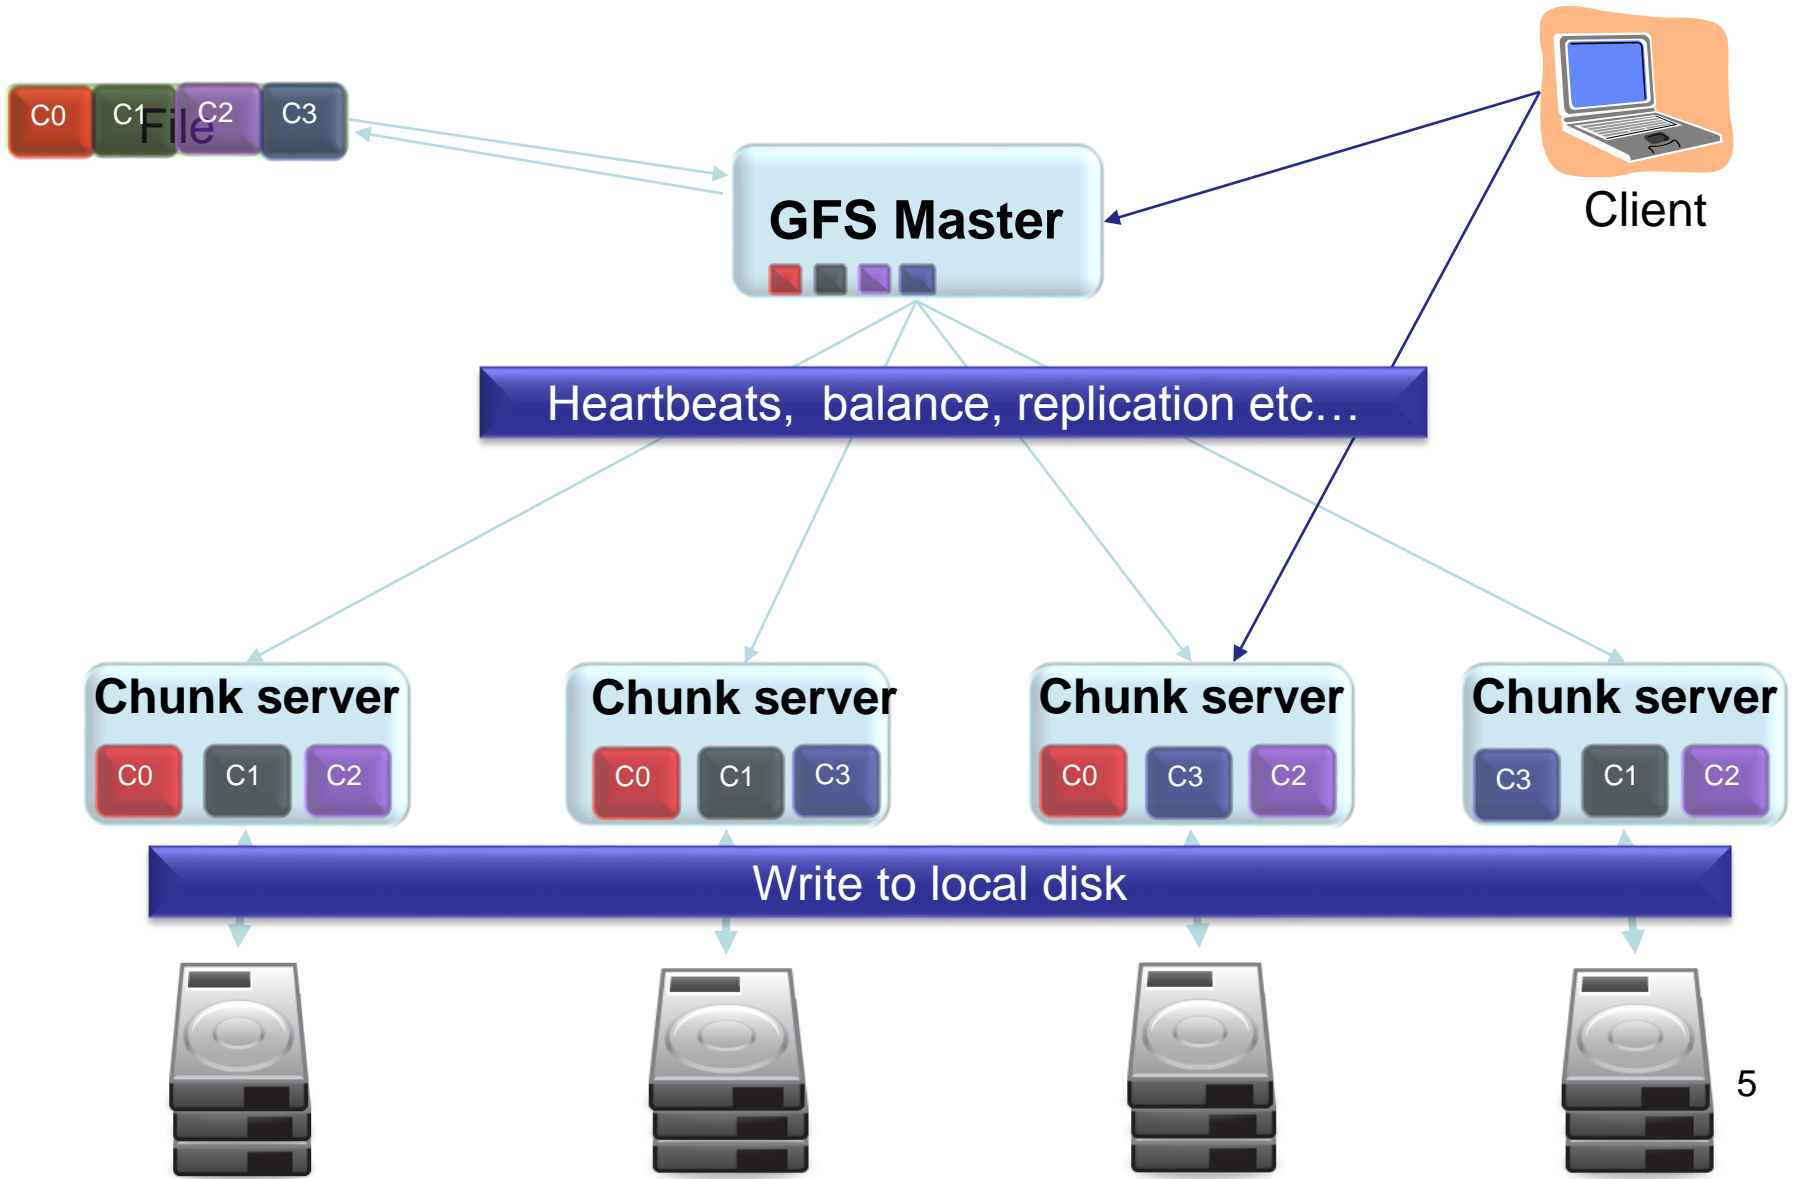 C0 C1 C2 C3
File
GFS Master
Client
Heartbeats, balance, replication etc…
Chunk server
C0 C1 C2
Chunk server
C0 C1 C3
Chunk server
C0 C3 C2
Chunk server
C3 C1 C2
Write to local disk
5